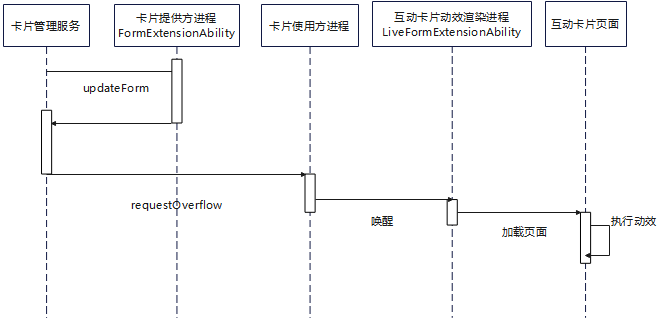 卡片管理服务
卡片提供方进程
FormExtensionAbility
卡片使用方进程
互动卡片动效渲染进程
LiveFormExtensionAbility
互动卡片页面
updateForm
requestOverflow
唤醒
加载页面
执行动效